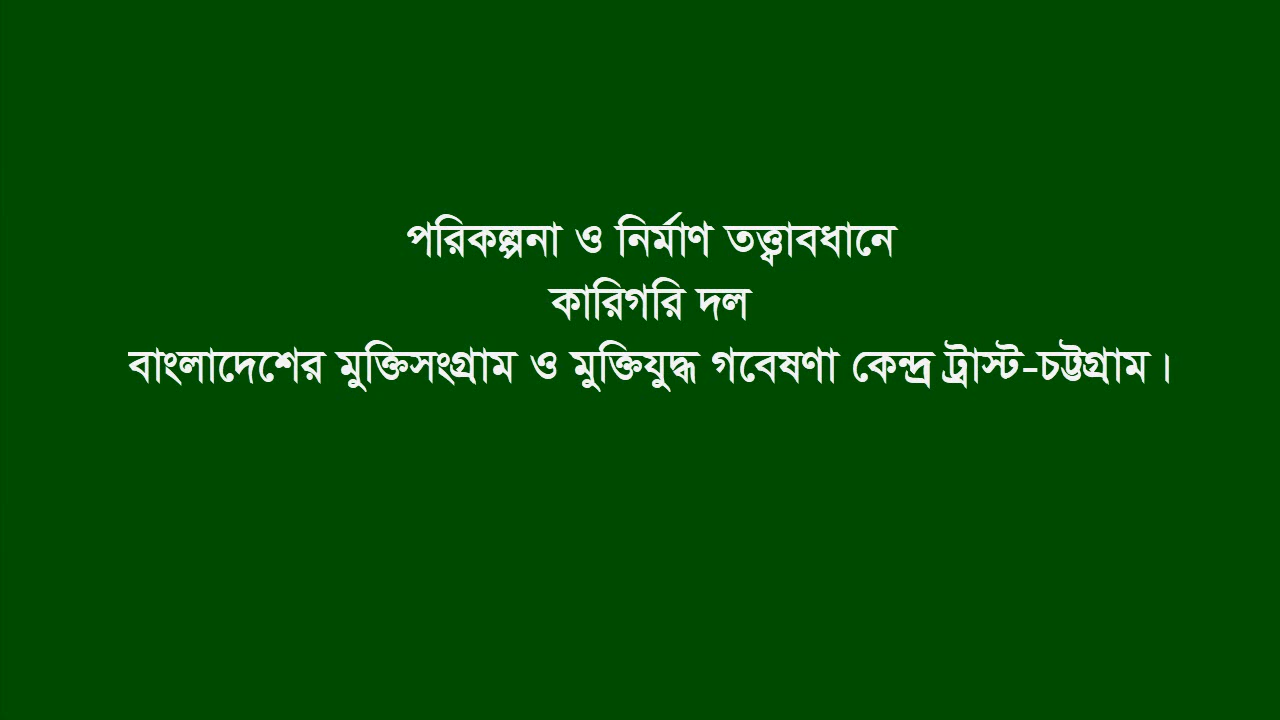 পরিকল্পনা ও নির্মাণ তত্ত্বাবধানে
কারিগরি দল
বাংলাদেশের মুক্তিসংগ্রাম ও মুক্তিযুদ্ধ গবেষণা কেন্দ্র ট্রাস্ট-চট্টগ্রাম।